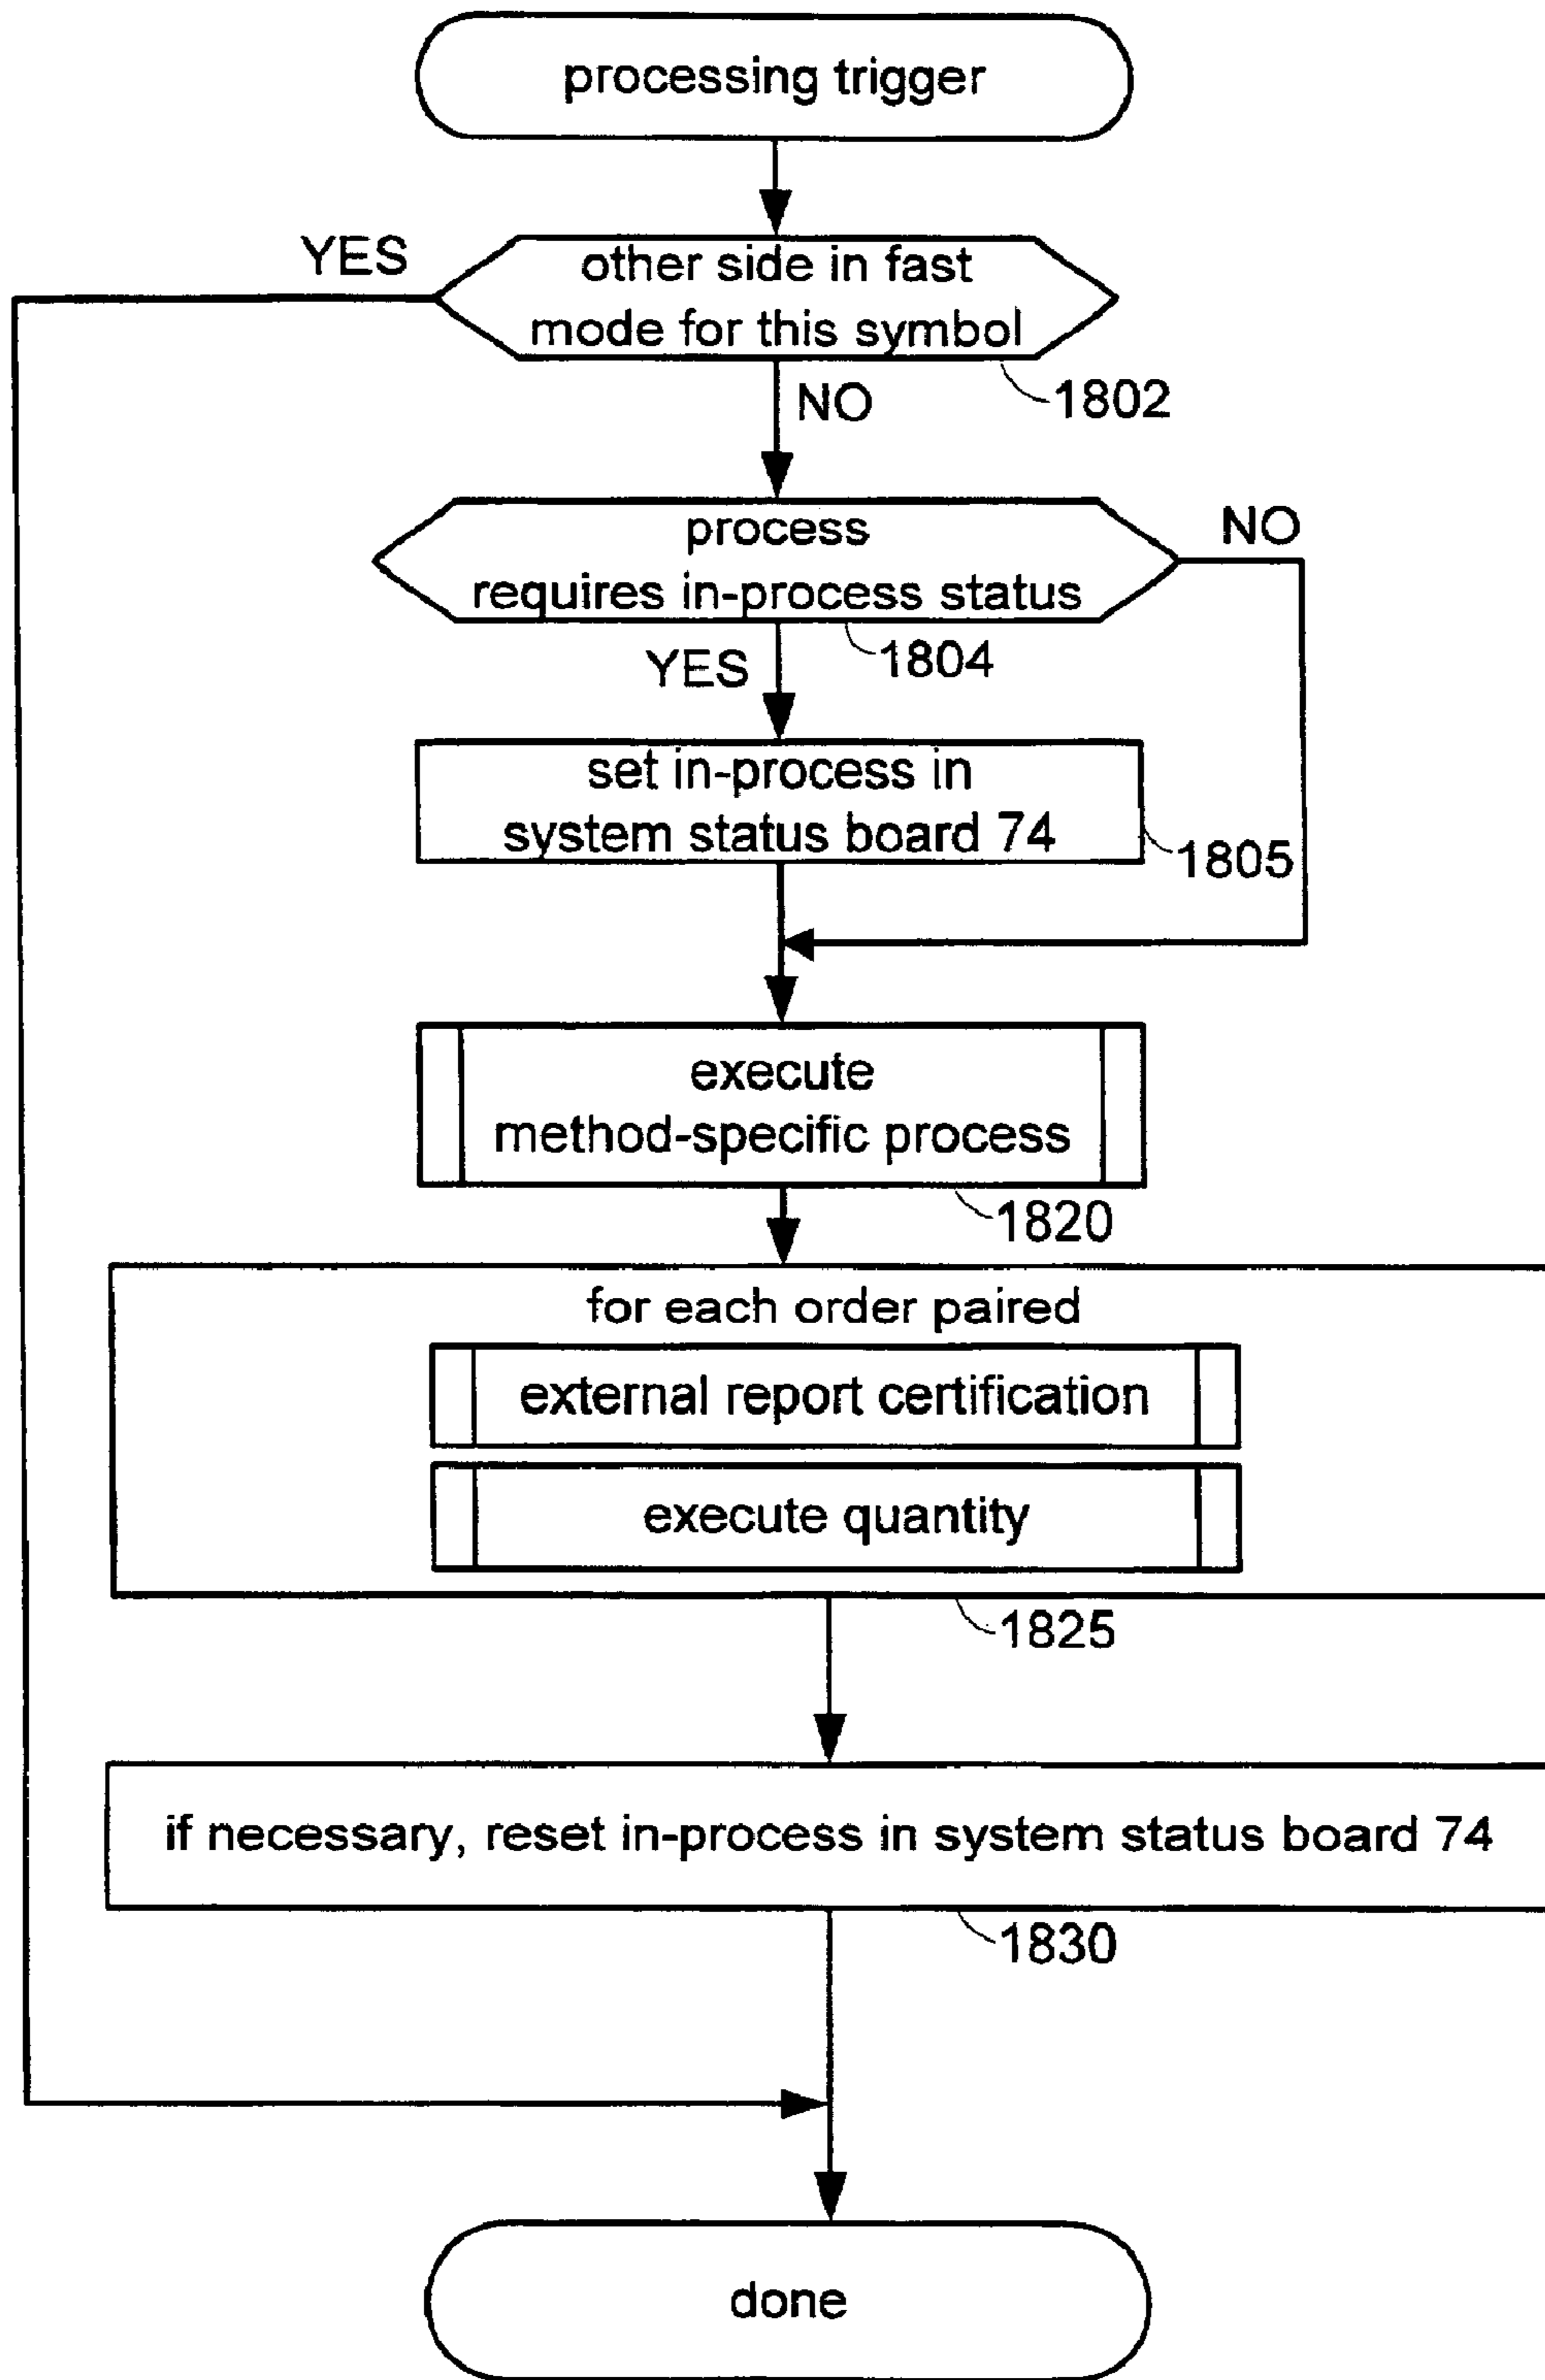 processing trigger
YES
other side in fast
mode for this symbol
NO
1802
process
requires in-process status
NO
YES
1804
set in-process in
system status board 74
1805
execute
method-specific process
1820
for each order paired
external report certification
execute quantity
1825
if necessary, reset in-process in system status board 74
1830
done